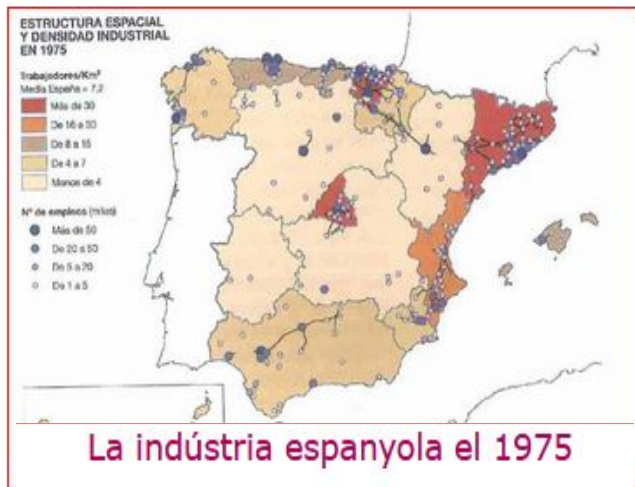 ESTRUCTURA ESPACIAL
Y DENSIDAD INDUSTRIAL
EN 1975
Trabajadores/Km²
Media España = 7,2
Más de 30
De 16 a 30
De 8 a 15
De 4 a 7
Menos de 4
Nº de empleos (miles)
Más de 50
De 20 a 50
De 5 a 20
De 1 a 5
La indústria espanyola el 1975